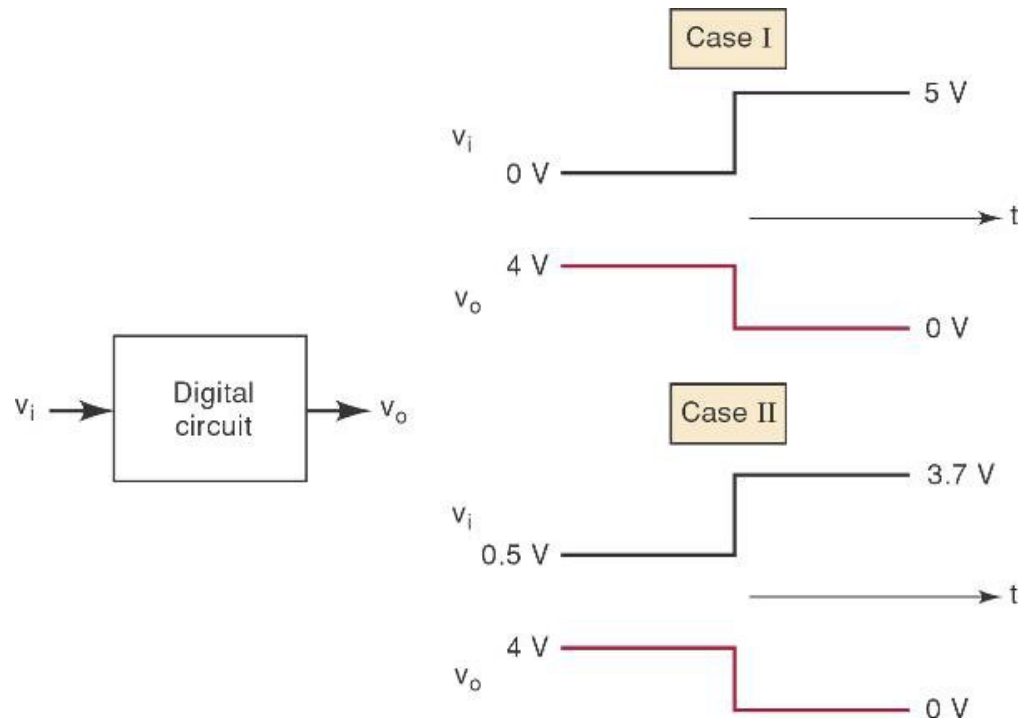 Case I
5 V
vi
0 V
t
4 V
vo
0 V
Digital
circuit
vi
vo
Case II
3.7 V
vi
0.5 V
t
4 V
vo
0 V